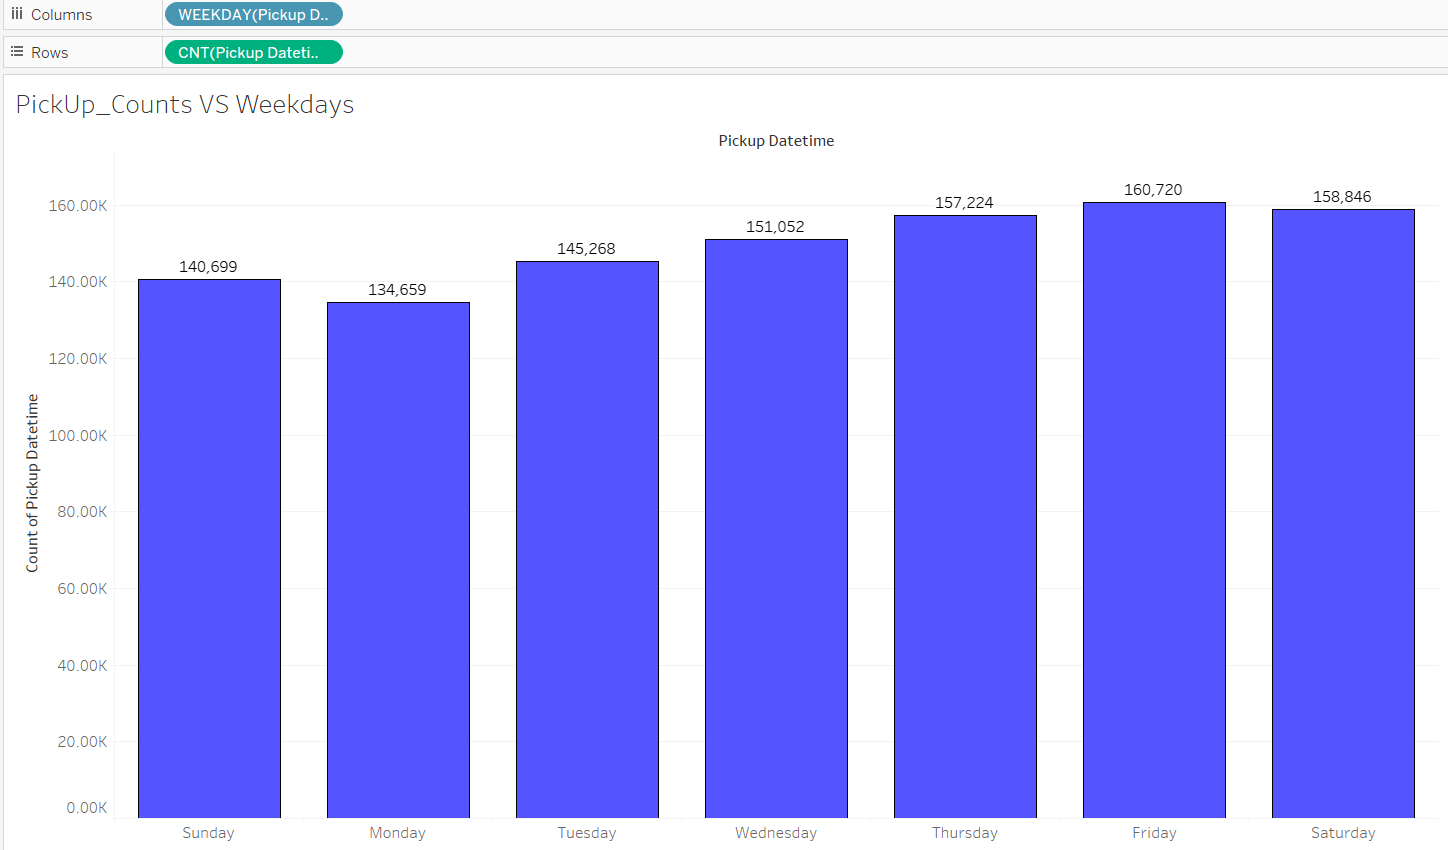 Columns
WEEKDAY(Pickup D..
Rows
CNT(Pickup Dateti..
PickUp_Counts VS Weekdays
Pickup Datetime
Count of Pickup Datetime
160.00K
140.00K
120.00K
100.00K
80.00K
60.00K
40.00K
20.00K
0.00K
140,699
134,659
145,268
151,052
157,224
160,720
158,846
Sunday Monday Tuesday Wednesday Thursday Friday Saturday